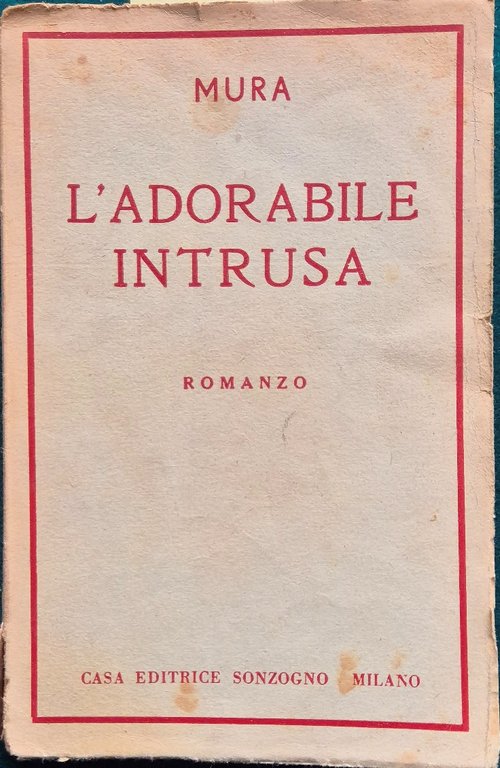 MURA
L'ADORABILE
INTRUSA
ROMANZO
CASA EDITRICE SONZOGNO MILANO